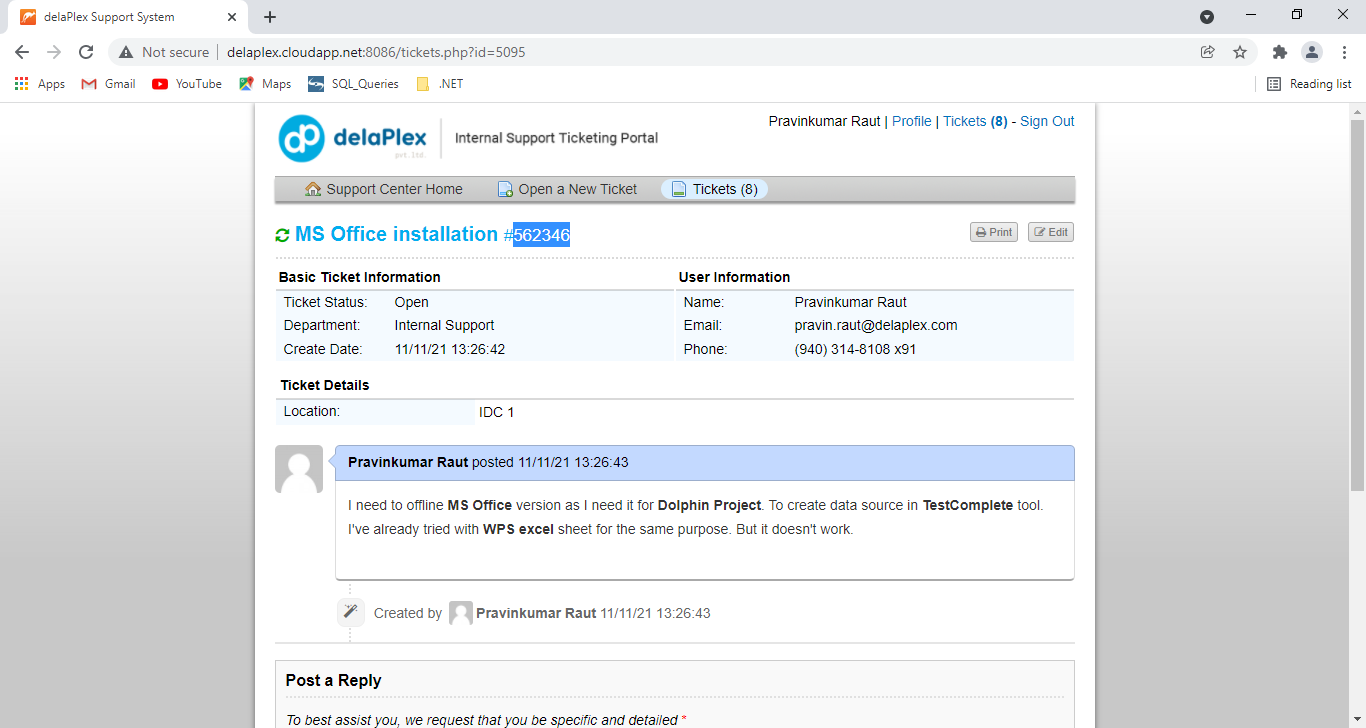 delaPlex Support System
Not secure | delaplex.cloudapp.net:8086/tickets.php?id=5095
Apps Gmail YouTube Maps SQL_Queries .NET Reading list
delaPlex
pvt.ltd.
Internal Support Ticketing Portal
Pravinkumar Raut | Profile | Tickets (8) - Sign Out
Support Center Home Open a New Ticket Tickets (8)
MS Office installation #562346
Print Edit
Basic Ticket Information
Ticket Status: Open
Department: Internal Support
Create Date: 11/11/21 13:26:42
User Information
Name: Pravinkumar Raut
Email: pravin.raut@delaplex.com
Phone: (940) 314-8108 x91
Ticket Details
Location: IDC 1
Pravinkumar Raut posted 11/11/21 13:26:43
I need to offline MS Office version as I need it for Dolphin Project. To create data source in TestComplete tool.
I've already tried with WPS excel sheet for the same purpose. But it doesn't work.
Created by Pravinkumar Raut 11/11/21 13:26:43
Post a Reply
To best assist you, we request that you be specific and detailed *